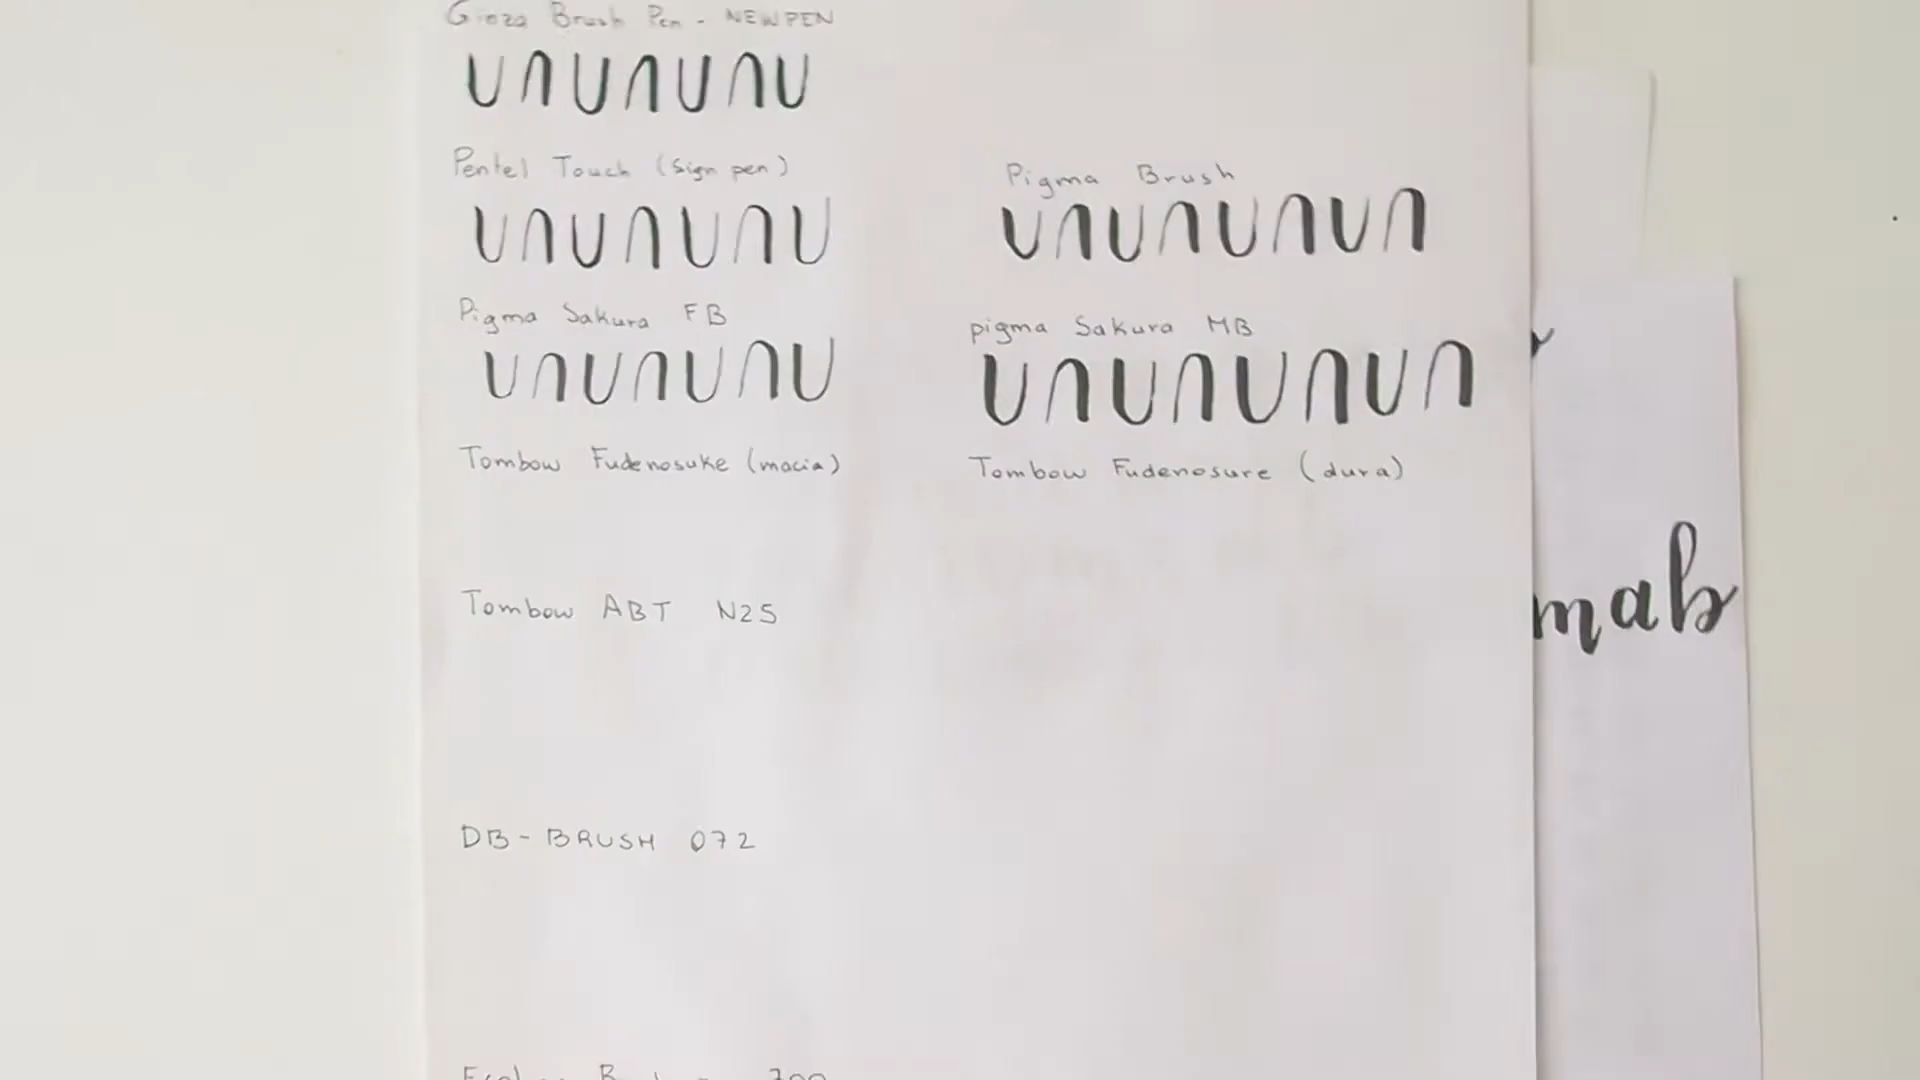 Ginza Brush Pen - NEWPEN
Pentel Touch (Sign pen)
Pigma Brush
Pigma Sakura FB
pigma Sakura MB
Tombow Fudenosuke (macia)
Tombow Fudenosure (dura)
Tombow ABT N25
mab
DB-BRUSH 072